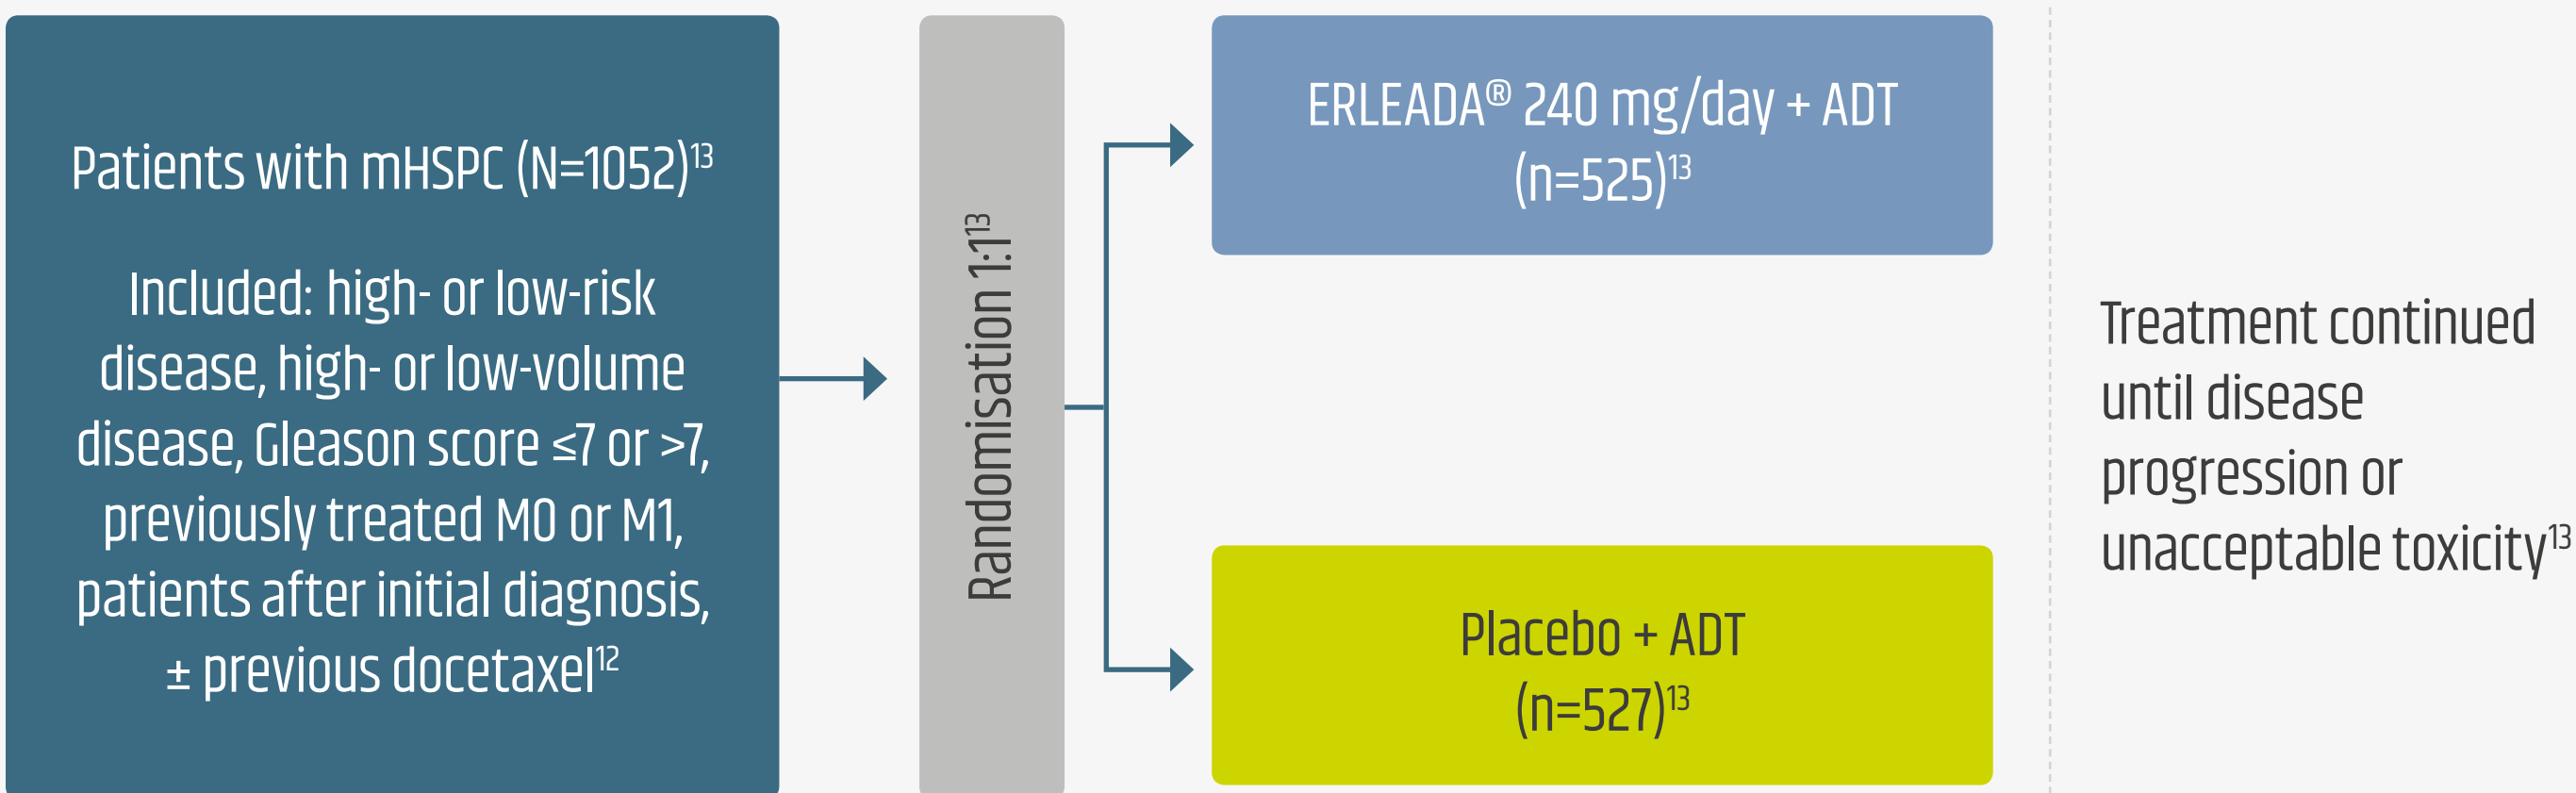 Patients with mHSPC (N=1052)¹³
Included: high- or low-risk
disease, high- or low-volume
disease, Gleason score ≤7 or >7,
previously treated M0 or M1,
patients after initial diagnosis,
± previous docetaxel¹²
Randomisation 1:1¹³
ERLEADA® 240 mg/day + ADT
(n=525)¹³
Placebo + ADT
(n=527)¹³
Treatment continued
until disease
progression or
unacceptable toxicity¹³